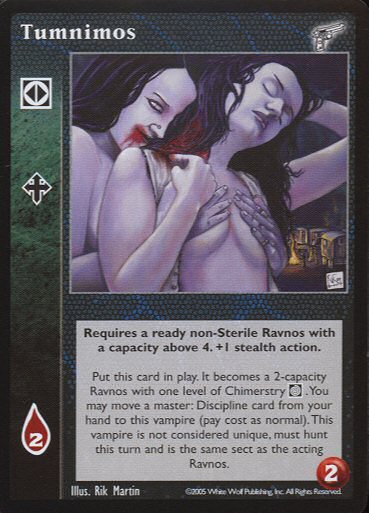 Tumnimos
Requires a ready non-Sterile Ravnos with
a capacity above 4. +1 stealth action.
Put this card in play. It becomes a 2-capacity
Ravnos with one level of Chimerstry . You
may move a master: Discipline card from your
hand to this vampire (pay cost as normal). This
vampire is not considered unique, must hunt
this turn and is the same sect as the acting
Ravnos.
2
2
Illus. Rik Martin
©2005 White Wolf Publishing, Inc. All Rights Reserved.